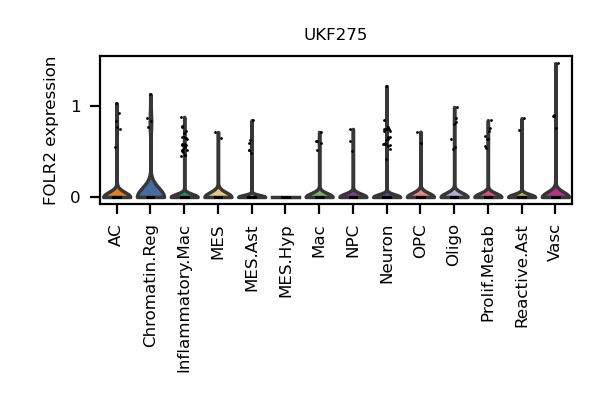 UKF275
FOLR2 expression
1
0
AC
Chromatin.Reg
Inflammatory.Mac
MES
MES.Ast
MES.Hyp
Mac
NPC
Neuron
OPC
Oligo
Prolif.Metab
Reactive.Ast
Vasc